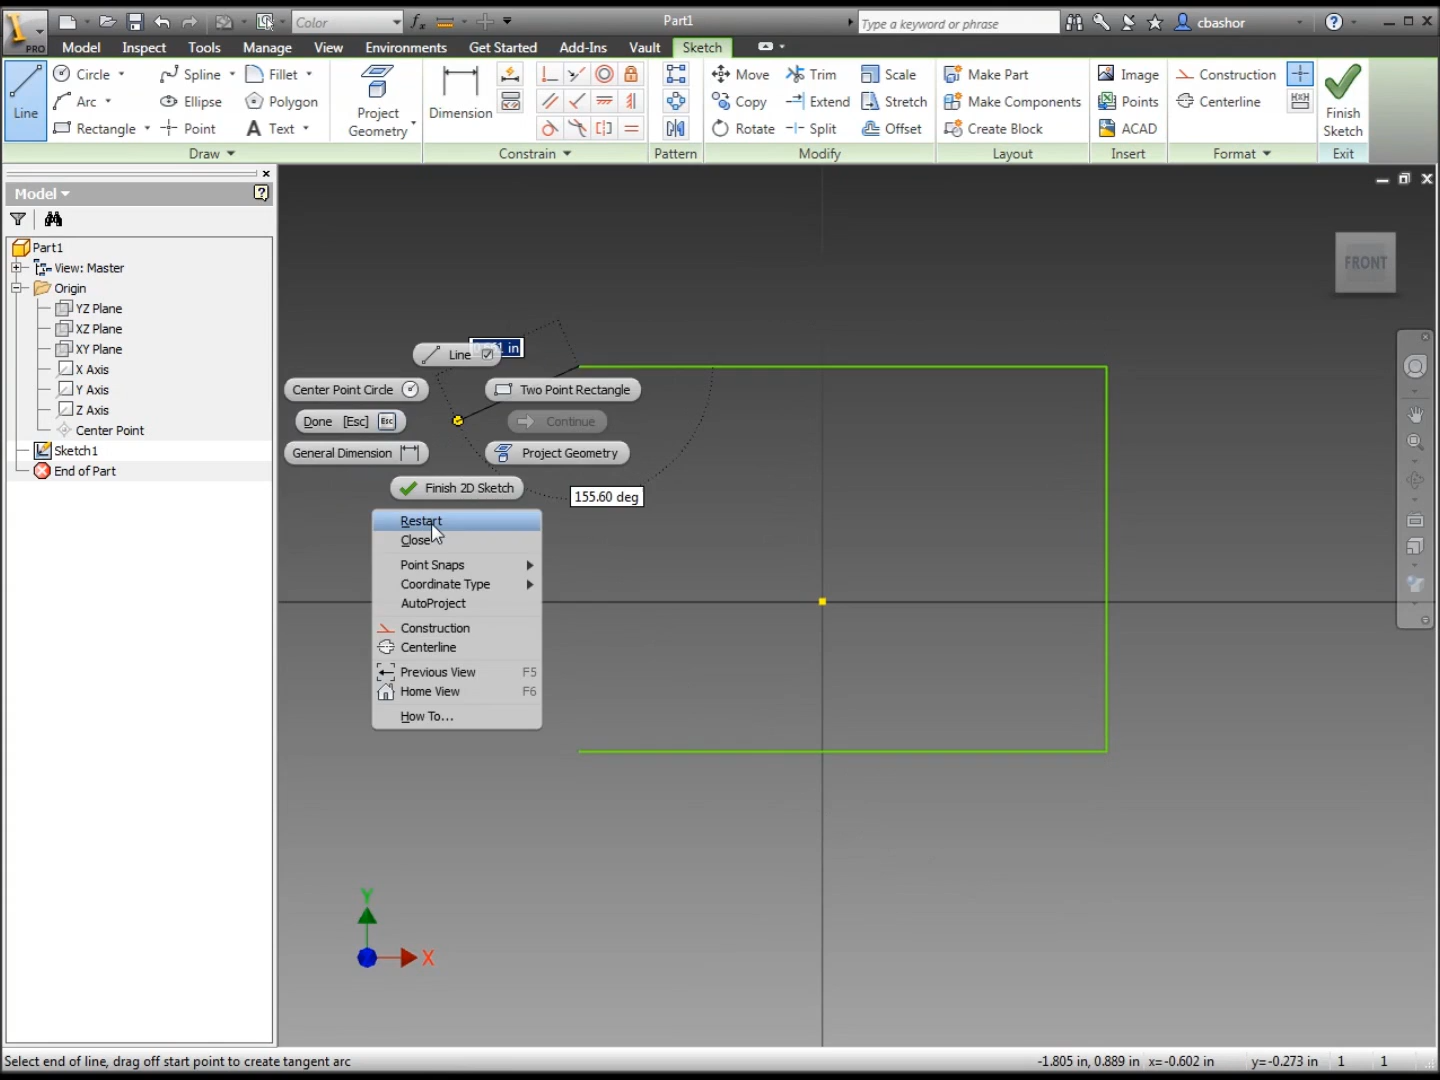 Color
Part1
Type a keyword or phrase
cbashor
PRO
Model Inspect Tools Manage View Environments Get Started Add-Ins Vault Sketch
Circle Spline Fillet
Line Arc Ellipse Polygon
Rectangle Point Text
Project Geometry
Dimension
Move Trim Scale
Copy Extend Stretch
Rotate Split Offset
Make Part
Make Components
Create Block
Image
Points
ACAD
Construction
Centerline
Finish Sketch
Draw Constrain Pattern Modify Layout Insert Format Exit
Model
Part1
View: Master
Origin
YZ Plane
XZ Plane
XY Plane
X Axis
Y Axis
Z Axis
Center Point
Sketch1
End of Part
FRONT
Line
in
Center Point Circle
Two Point Rectangle
Done [Esc] Esc
Continue
General Dimension
Project Geometry
Finish 2D Sketch
155.60 deg
Restart
Close
Point Snaps
Coordinate Type
AutoProject
Construction
Centerline
Previous View F5
Home View F6
How To...
Y
X
Select end of line, drag off start point to create tangent arc
-1.805 in, 0.889 in x=-0.602 in y=-0.273 in 1 1